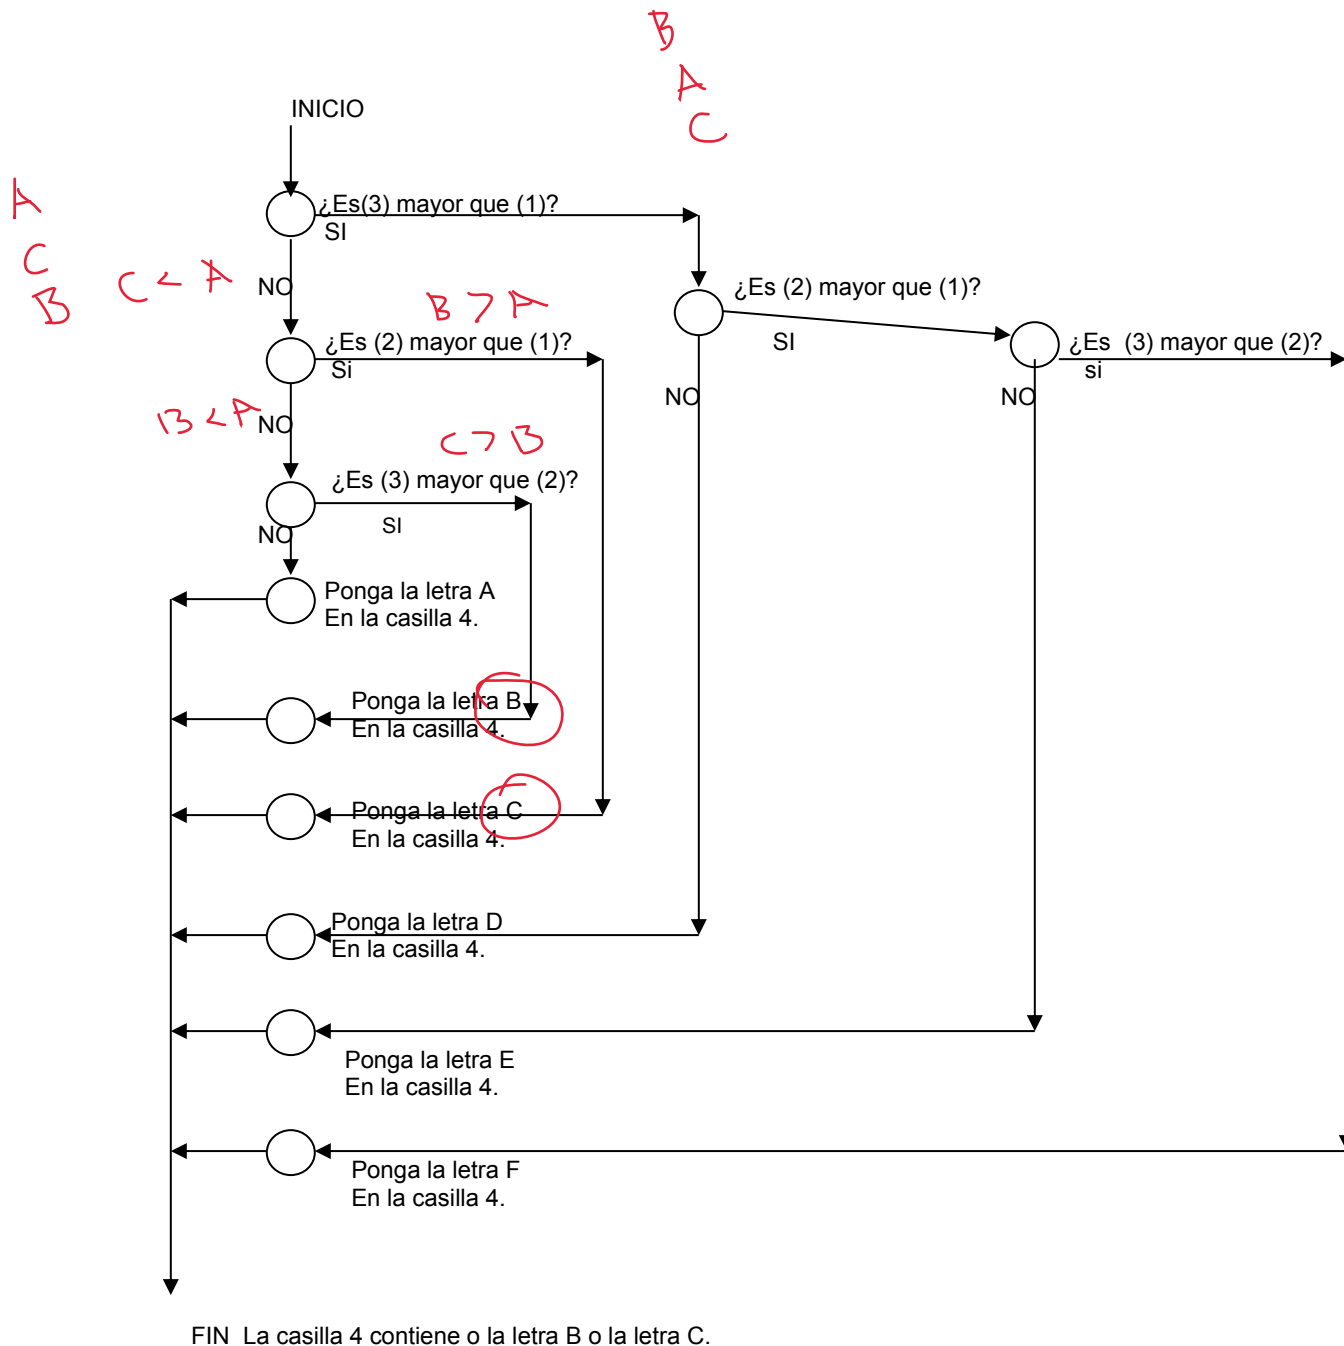 B
A
C
INICIO
A
C
B
¿Es(3) mayor que (1)?
SI
C < A
NO
B > A
¿Es (2) mayor que (1)?
SI
NO
¿Es (3) mayor que (2)?
si
NO
¿Es (2) mayor que (1)?
Si
B < A
NO
C > B
¿Es (3) mayor que (2)?
SI
NO
Ponga la letra A
En la casilla 4.
Ponga la letra B
En la casilla 4.
Ponga la letra C
En la casilla 4.
Ponga la letra D
En la casilla 4.
Ponga la letra E
En la casilla 4.
Ponga la letra F
En la casilla 4.
FIN La casilla 4 contiene o la letra B o la letra C.